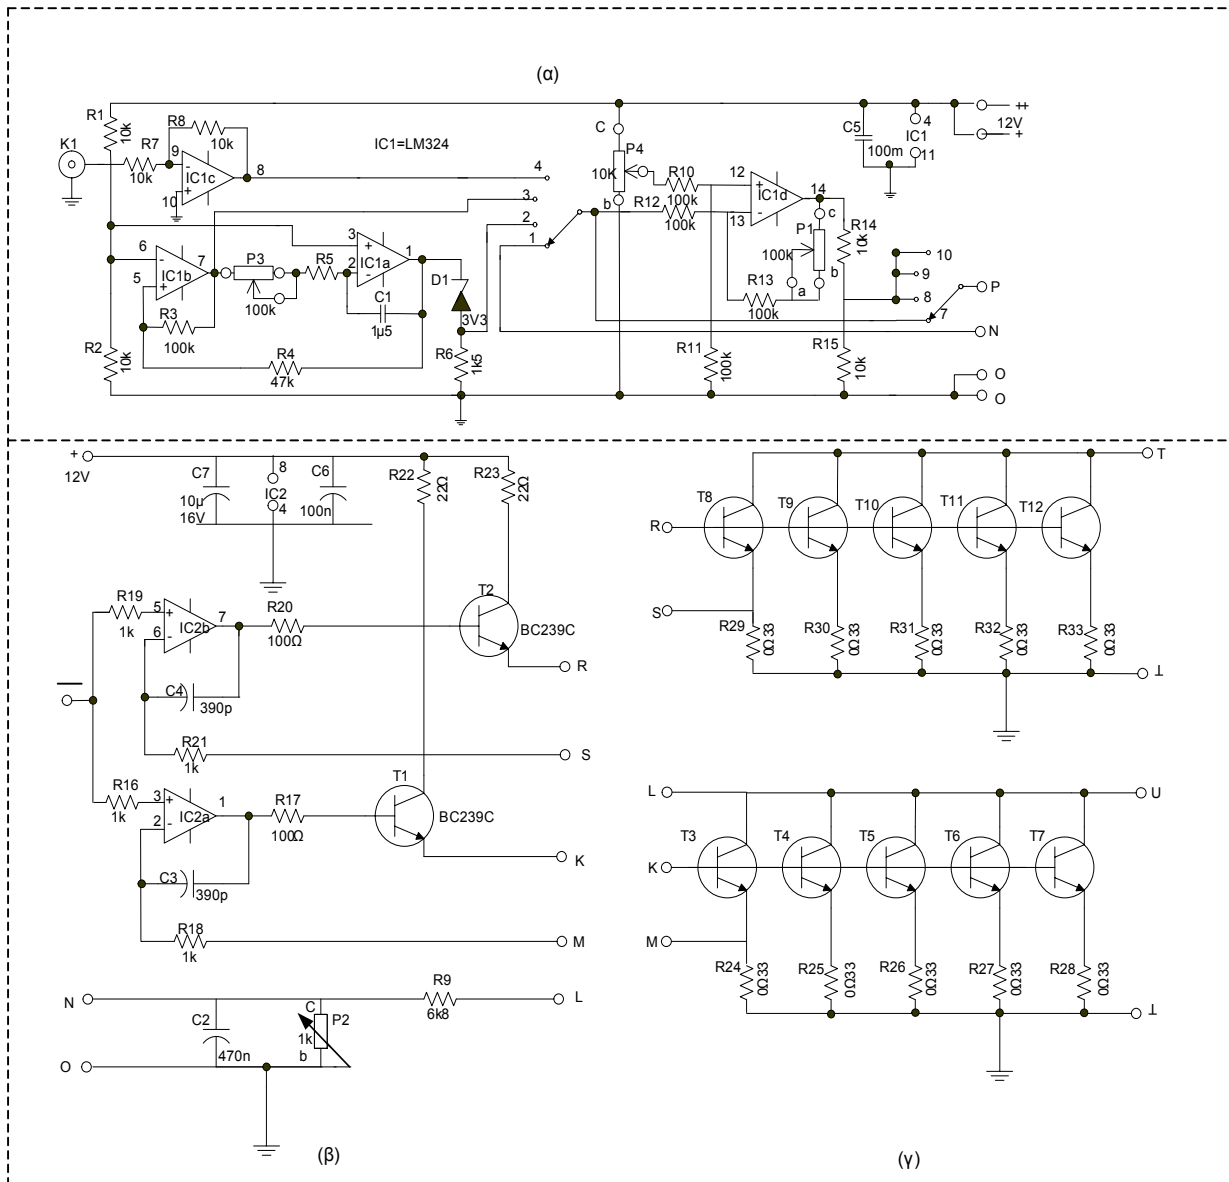 (α)
R1
10k
R8
10k
K1
R7
10k
9
-
IC1c
+
10
8
IC1=LM324
4
3
2
1
C
P4
10K
b
R10
100k
R12
100k
12
+
IC1d
-
13
14
c
P1
100k
b
a
R13
100k
R14
10k
C5
100m
4
IC1
11
++
12V
+
10
9
8
7
P
N
O
O
6
-
IC1b
+
5
7
P3
100k
R5
3
+
IC1a
-
2
1
C1
1µ5
D1
3V3
R3
100k
R4
47k
R2
10k
R6
1k5
R11
100k
R15
10k
+
12V
C7
10µ
16V
8
IC2
4
C6
100n
R22
22Ω
R23
22Ω
R19
1k
5
+
IC2b
-
6
7
R20
100Ω
T2
BC239C
R
C4
390p
R21
1k
S
R16
1k
3
+
IC2a
-
2
1
R17
100Ω
T1
BC239C
K
C3
390p
R18
1k
M
N
C2
470n
C
P2
1k
b
R9
6k8
L
O
(β)
T
T8
T9
T10
T11
T12
R
S
R29
0Ω33
R30
0Ω33
R31
0Ω33
R32
0Ω33
R33
0Ω33
⊥
L
U
T3
T4
T5
T6
T7
K
M
R24
0Ω33
R25
0Ω33
R26
0Ω33
R27
0Ω33
R28
0Ω33
⊥
(γ)